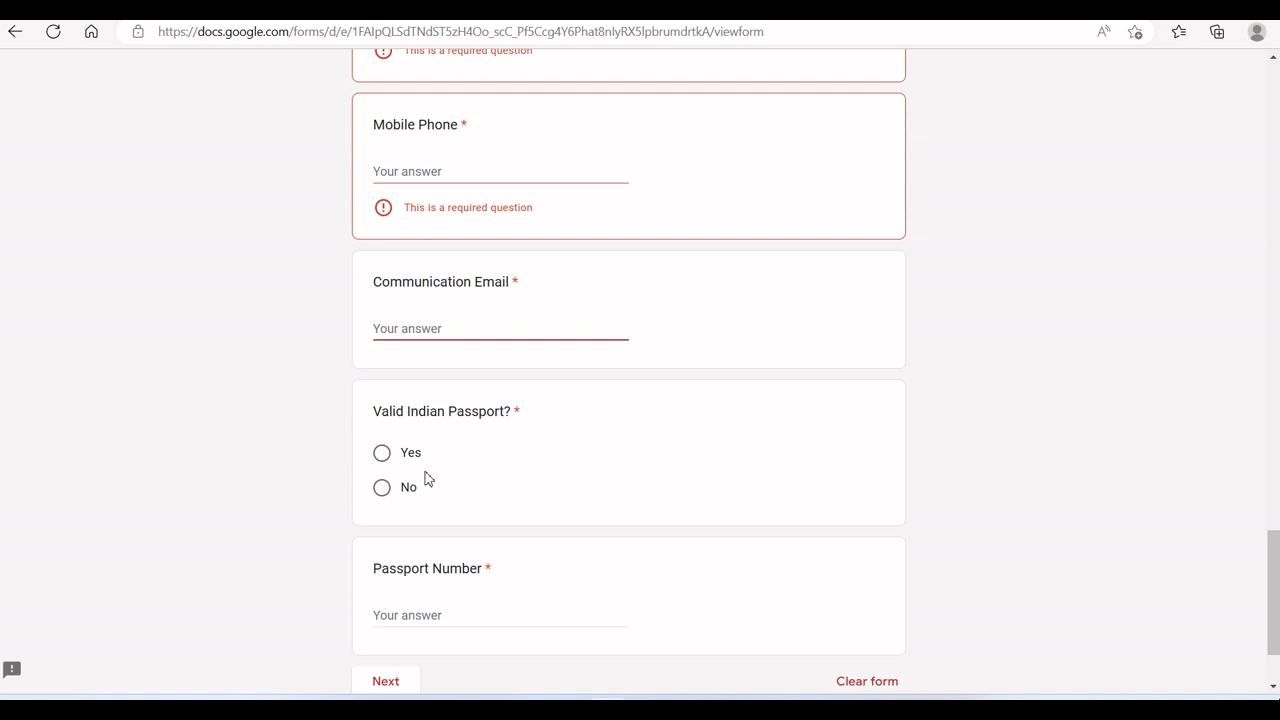 https://docs.google.com/forms/d/e/1FAIpQLSdTNdST5zH4Oo_scC_Pf5Ccg4Y6Phat8nIyRX5lpbrumdrtkA/viewform
This is a required question
Mobile Phone *
Your answer
This is a required question
Communication Email *
Your answer
Valid Indian Passport? *
Yes
No
Passport Number *
Your answer
Next
Clear form